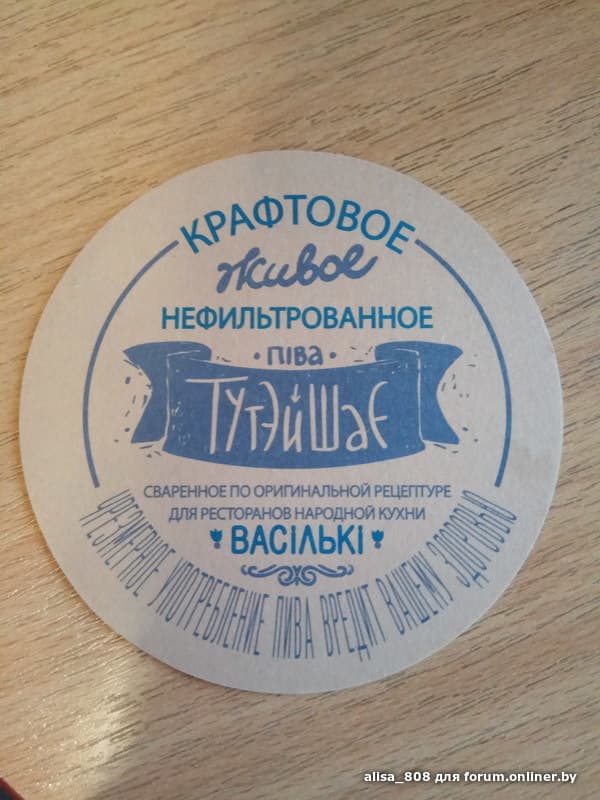 КРАФТОВОЕ
живое
НЕФИЛЬТРОВАННОЕ
· піва ·
ТУТЭЙШАЕ
СВАРЕННОЕ ПО ОРИГИНАЛЬНОЙ РЕЦЕПТУРЕ
ДЛЯ РЕСТОРАНОВ НАРОДНОЙ КУХНИ
ВАСІЛЬКІ
ЧРЕЗМЕРНОЕ УПОТРЕБЛЕНИЕ ПИВА ВРЕДИТ ВАШЕМУ ЗДОРОВЬЮ
alisa_808 для forum.onliner.by